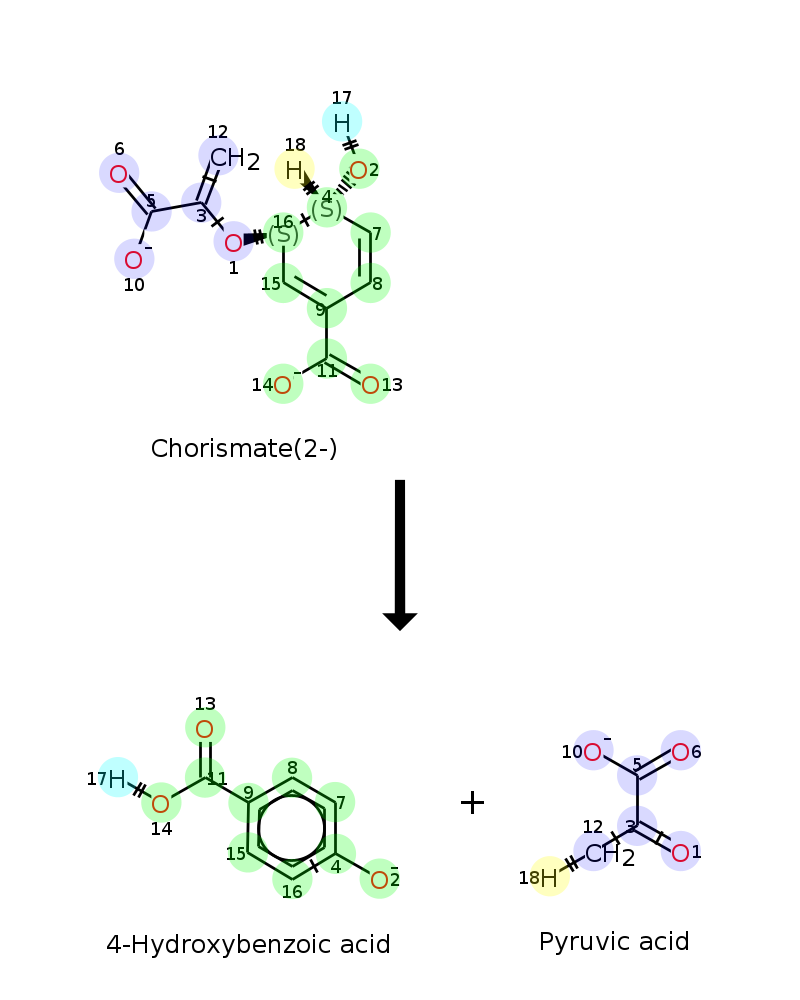 17
H
12
18
6
CH2
H
O2
O
5
4
(S)
3
16
(S)
7
O
O-
1
10
15
8
9
11
14O-
O13
Chorismate(2-)
13
O
10O-
O6
5
17H
11
8
O
9
7
+
3
12
14
CH2
O1
15
4
18H
16
O-2
4-Hydroxybenzoic acid
Pyruvic acid